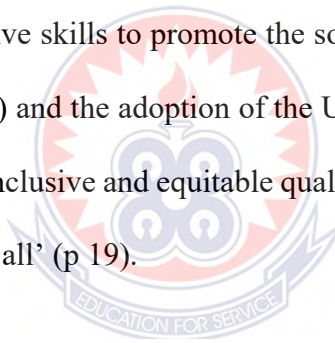 ve skills to promote the so
) and the adoption of the U
nclusive and equitable qual
all’ (p 19).
EDUCATION FOR SERVICE